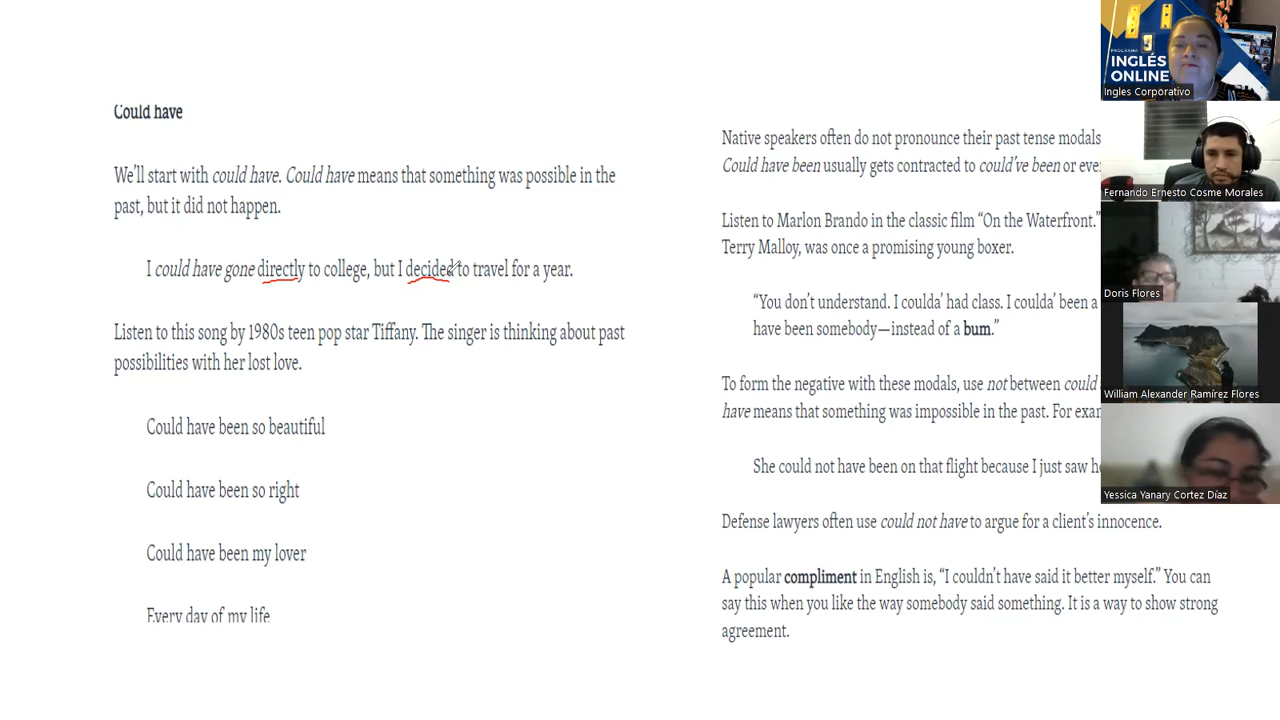 Could have
We'll start with could have. Could have means that something was possible in the
past, but it did not happen.
I could have gone directly to college, but I decided to travel for a year.
Listen to this song by 1980s teen pop star Tiffany. The singer is thinking about past
possibilities with her lost love.
Could have been so beautiful
Could have been so right
Could have been my lover
Every day of my life
Native speakers often do not pronounce their past tense modals
Could have been usually gets contracted to could've been or
Listen to Marlon Brando in the classic film “On the Waterfront.”
Terry Malloy, was once a promising young boxer.
“You don't understand. I coulda' had class. I coulda' been a
have been somebody—instead of a bum.”
To form the negative with these modals, use not between could
have means that something was impossible in the past. For
She could not have been on that flight because I just saw
Defense lawyers often use could not have to argue for a client's innocence.
A popular compliment in English is, “I couldn't have said it better myself.” You can
say this when you like the way somebody said something. It is a way to show strong
agreement.
PROGRAMA
INGLÉS
ONLINE
Ingles Corporativo
Fernando Ernesto Cosme Morales
Doris Flores
William Alexander Ramírez Flores
Yessica Yanary Cortez Díaz